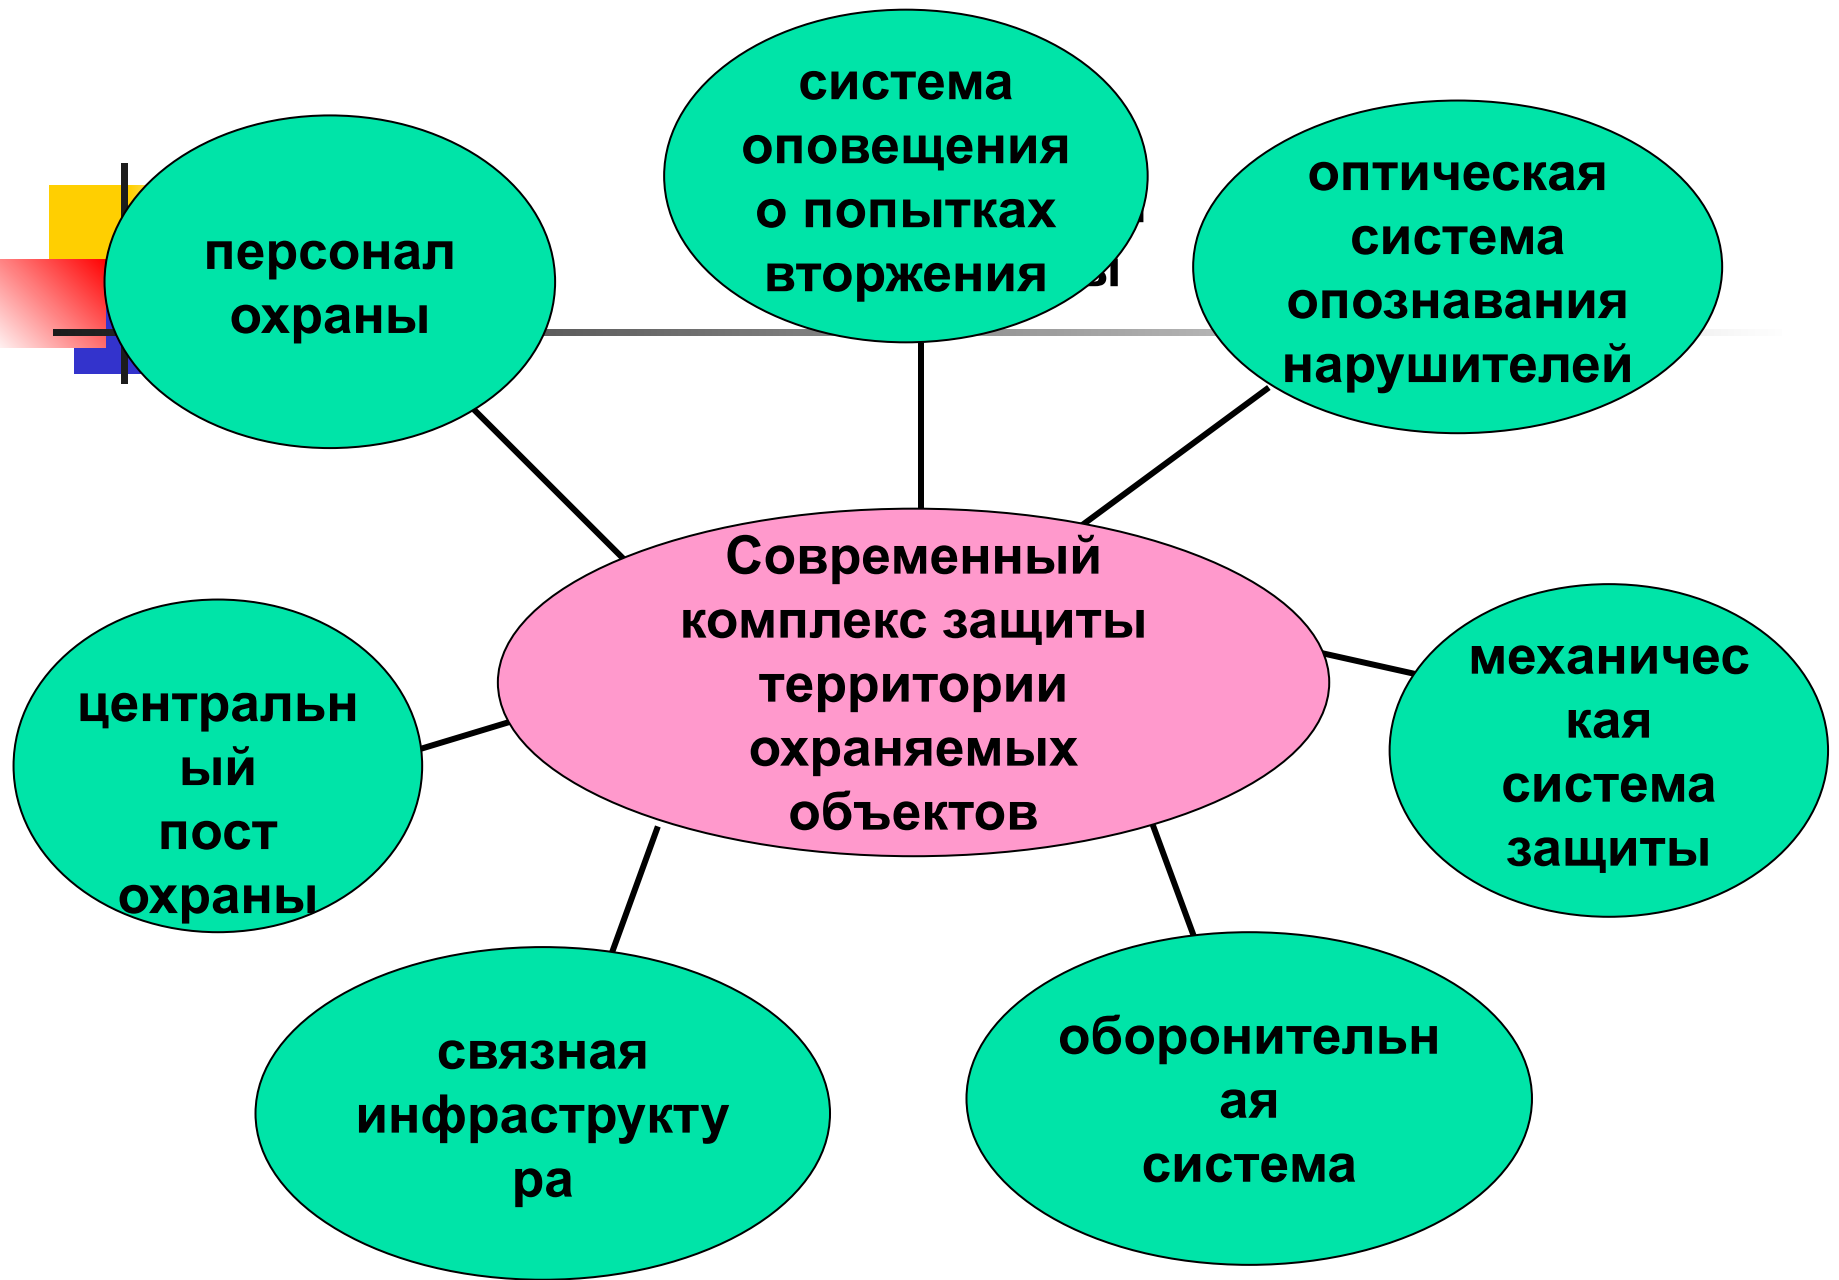 система
оповещения
о попытках
вторжения
оптическая
система
опознавания
нарушителей
персонал
охраны
Современный
комплекс защиты
территории
охраняемых
объектов
механичес
кая
система
защиты
центральн
ый
пост
охраны
связная
инфраструкту
ра
оборонительн
ая
система